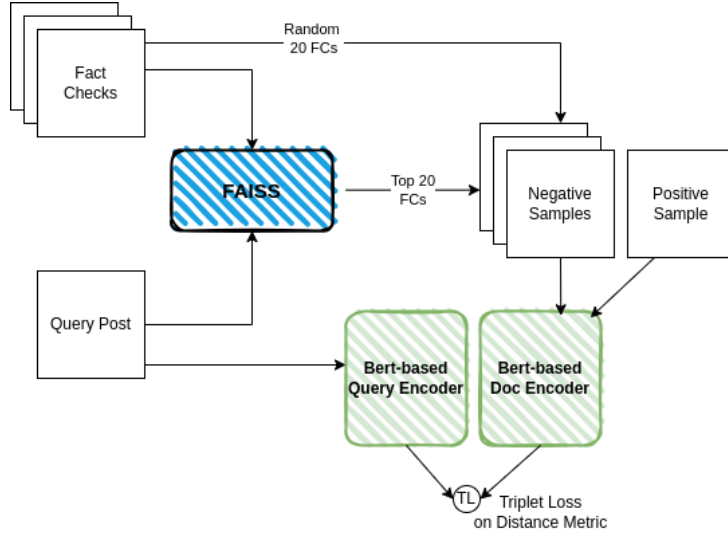 Random
20 FCs
Fact
Checks
FAISS
Top 20
FCs
Negative
Samples
Positive
Sample
Query Post
Bert-based
Query Encoder
Bert-based
Doc Encoder
TL
Triplet Loss
on Distance Metric